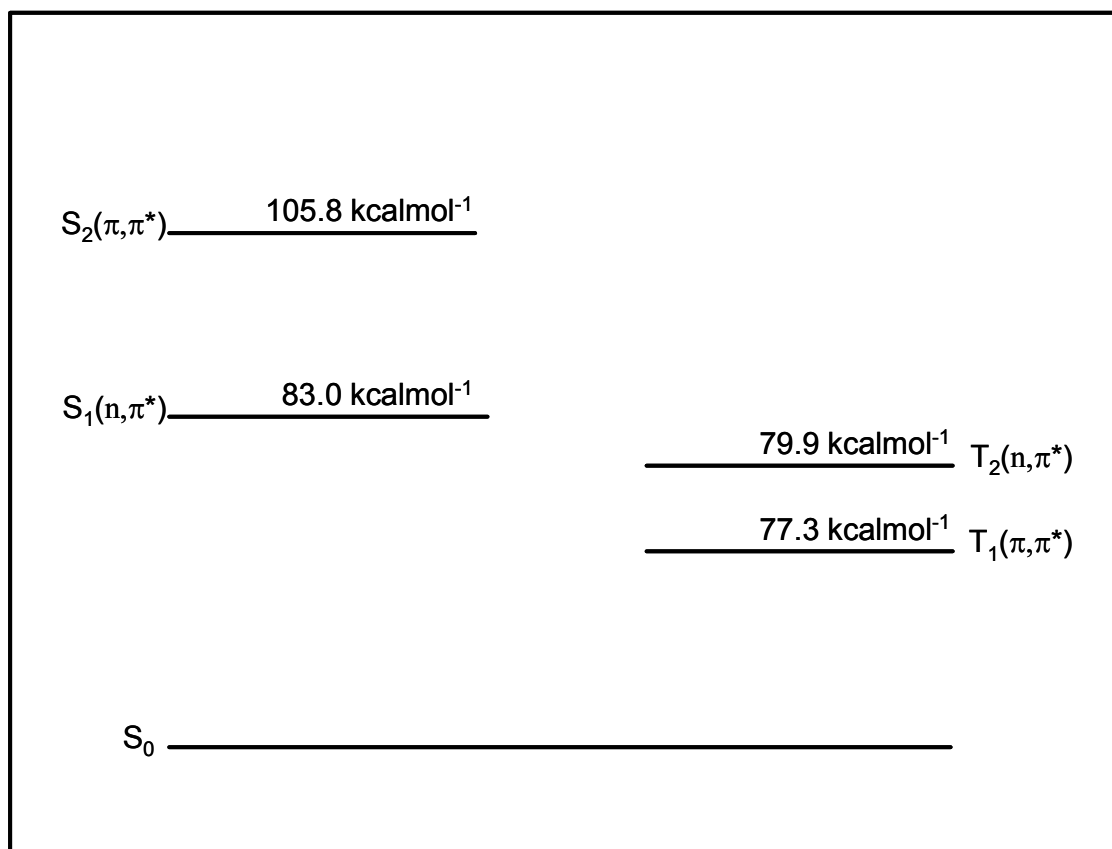 S₂(π,π*) 105.8 kcalmol⁻¹
S₁(n,π*) 83.0 kcalmol⁻¹
79.9 kcalmol⁻¹ T₂(n,π*)
77.3 kcalmol⁻¹ T₁(π,π*)
S₀